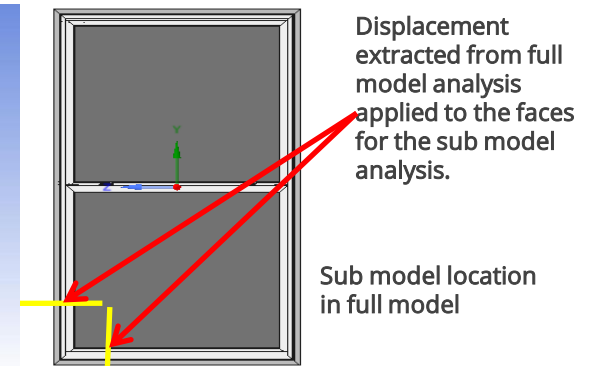 Displacement
extracted from full
model analysis
applied to the faces
for the sub model
analysis.
Y
Z
Sub model location
in full model